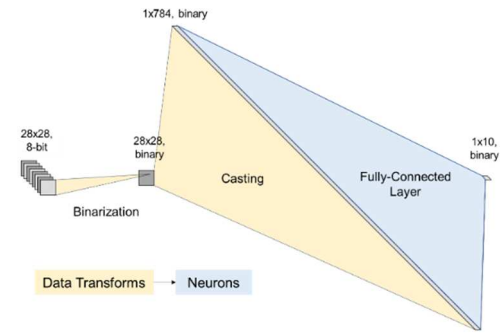 1x784, binary
28x28,
8-bit
28x28,
binary
1x10,
binary
Casting
Fully-Connected
Layer
Binarization
Data Transforms
Neurons